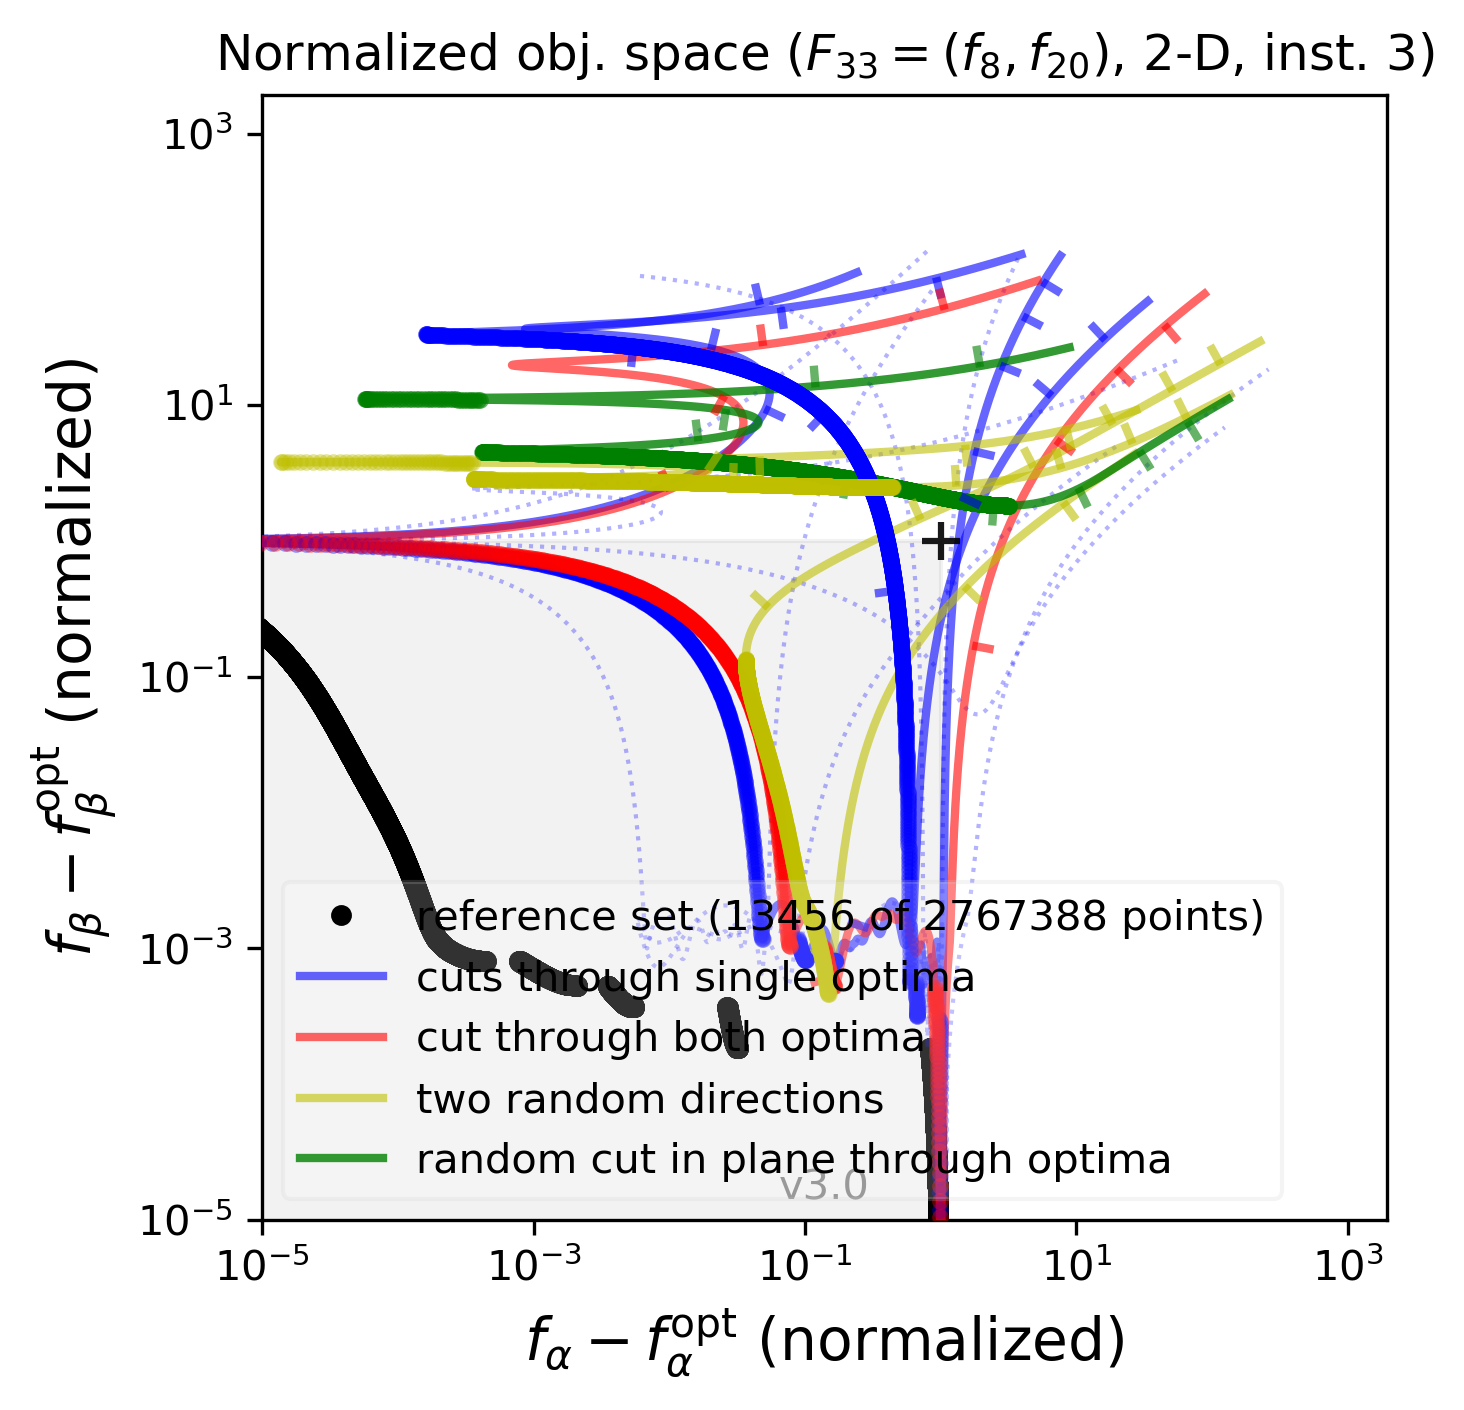 Normalized obj. space (F₃₃ = (f₈, f₂₀), 2-D, inst. 3)
10³
10¹
10⁻¹
10⁻³
10⁻⁵
f_β − f_β^opt (normalized)
reference set (13456 of 2767388 points)
cuts through single optima
cut through both optima
two random directions
random cut in plane through optima
v3.0
10⁻⁵ 10⁻³ 10⁻¹ 10¹ 10³
f_α − f_α^opt (normalized)